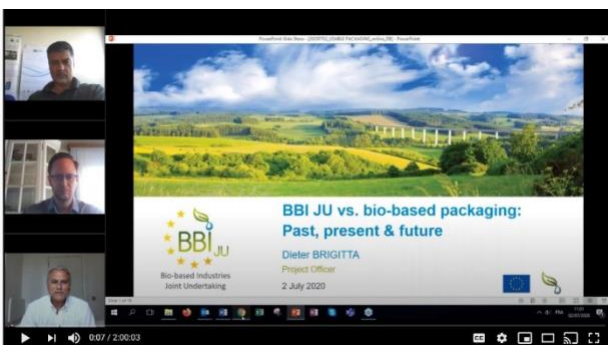 BBI JU vs. bio-based packaging:
Past, present & future
Dieter BRIGITTA
Project Officer
2 July 2020
BBI JU
Bio-based Industries
Joint Undertaking
0:07 / 2:00:03